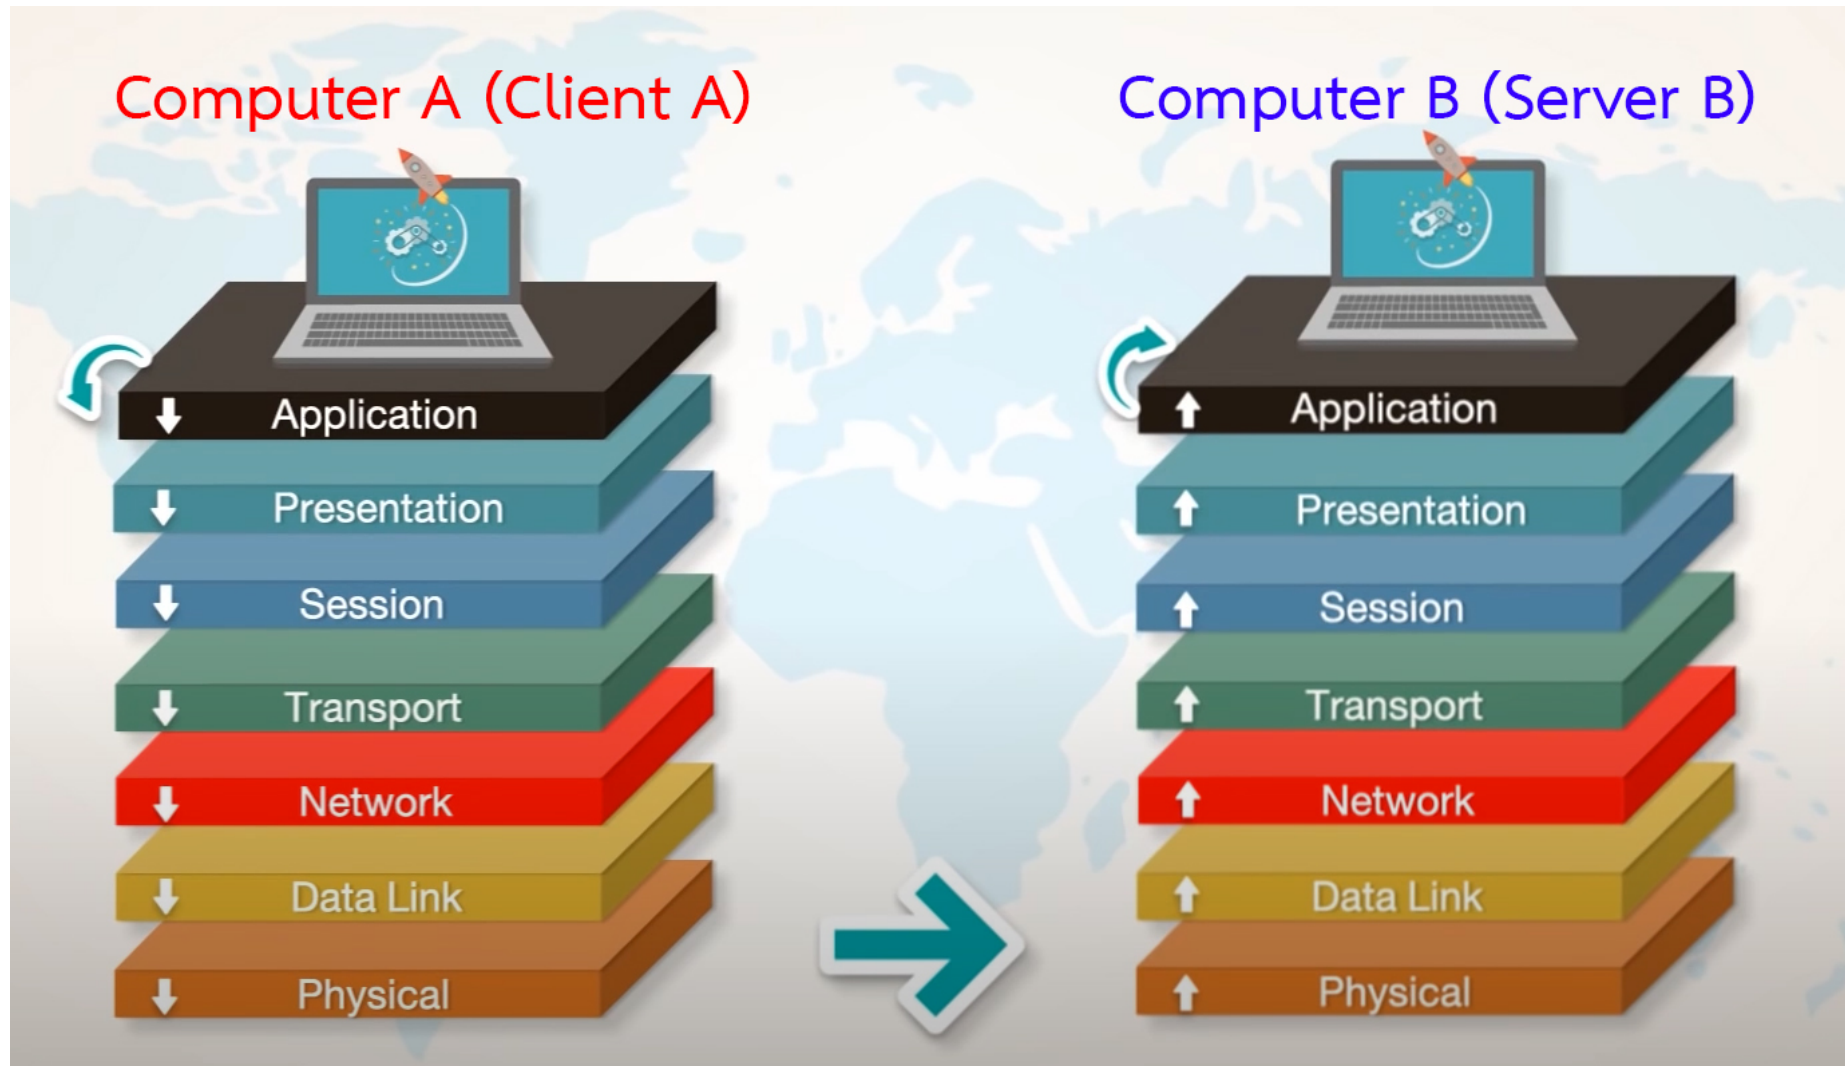 Computer A (Client A)
Application
Presentation
Session
Transport
Network
Data Link
Physical
Computer B (Server B)
Application
Presentation
Session
Transport
Network
Data Link
Physical